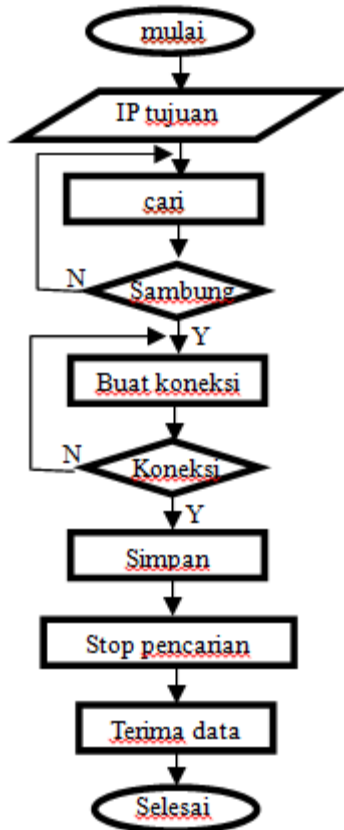 mulai
IP tujuan
cari
Sambung
N
Y
Buat koneksi
Koneksi
N
Y
Simpan
Stop pencarian
Terima data
Selesai